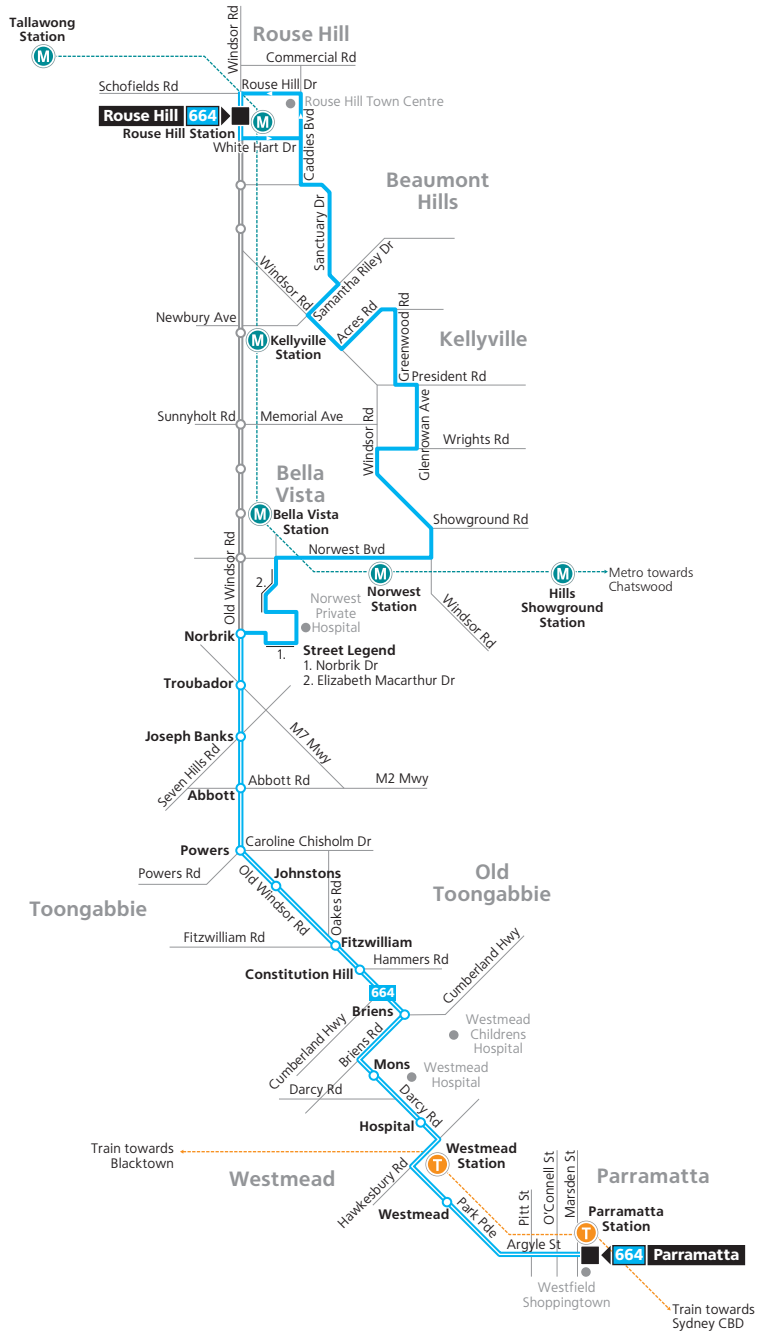 Tallawong
Station
M
Windsor Rd
Rouse Hill
Commercial Rd
Schofields Rd
Rouse Hill Dr
Rouse Hill Town Centre
Rouse Hill 664
Rouse Hill Station
M
White Hart Dr
Caddies Bvd
Beaumont
Hills
Sanctuary Dr
Samantha Riley Dr
Windsor Rd
Newbury Ave
Acres Rd
Greenwood Rd
M
Kellyville
Station
Kellyville
President Rd
Sunnyholt Rd
Memorial Ave
Windsor Rd
Glenrowan Ave
Wrights Rd
Bella
Vista
M
Bella Vista
Station
Showground Rd
Old Windsor Rd
Norwest Bvd
M
Norwest
Station
M
Hills
Showground
Station
Metro towards
Chatswood
2.
Norwest
Private
Hospital
Windsor Rd
Norbrik
1.
Street Legend
1. Norbrik Dr
2. Elizabeth Macarthur Dr
Troubador
M7 Mwy
Joseph Banks
Seven Hills Rd
Abbott Rd
M2 Mwy
Abbott
Powers
Caroline Chisholm Dr
Powers Rd
Johnstons
Old Windsor Rd
Oakes Rd
Old
Toongabbie
Toongabbie
Fitzwilliam Rd
Fitzwilliam
Constitution Hill
Hammers Rd
Cumberland Hwy
664
Briens
Cumberland Hwy
Briens Rd
Westmead
Childrens
Hospital
Mons
Westmead
Hospital
Darcy Rd
Darcy Rd
Hospital
Train towards
Blacktown
T
Westmead
Station
Westmead
Hawkesbury Rd
Westmead
Park Pde
Pitt St
O'Connell St
Marsden St
Parramatta
Parramatta
Station
T
Argyle St
664 Parramatta
Westfield
Shoppingtown
Train towards
Sydney CBD